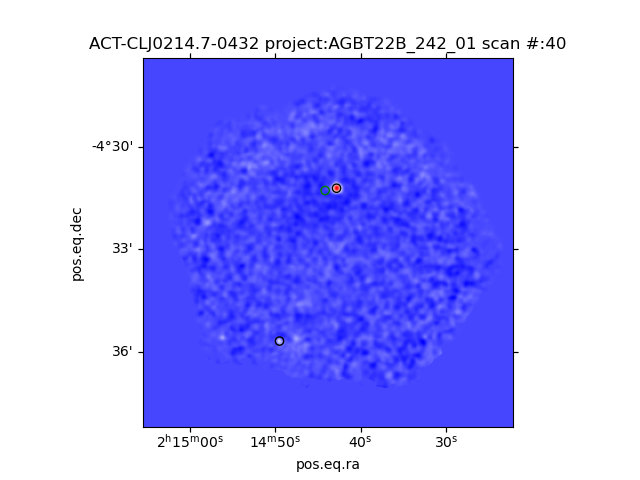 ACT-CLJ0214.7-0432 project:AGBT22B_242_01 scan #:40
-4°30'
33'
36'
pos.eq.dec
2ʰ15ᵐ00ˢ 14ᵐ50ˢ 40ˢ 30ˢ
pos.eq.ra